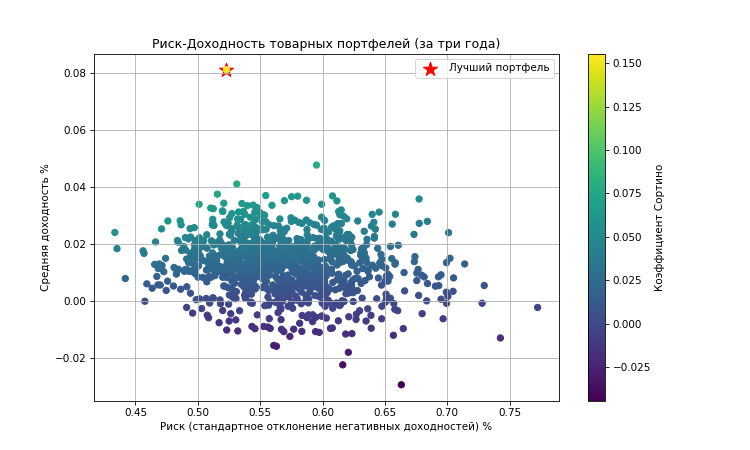 Риск-Доходность товарных портфелей (за три года)
Лучший портфель
Средняя доходность %
0.08
0.06
0.04
0.02
0.00
−0.02
0.45 0.50 0.55 0.60 0.65 0.70 0.75
Риск (стандартное отклонение негативных доходностей) %
0.150
0.125
0.100
0.075
0.050
0.025
0.000
−0.025
Коэффициент Сортино